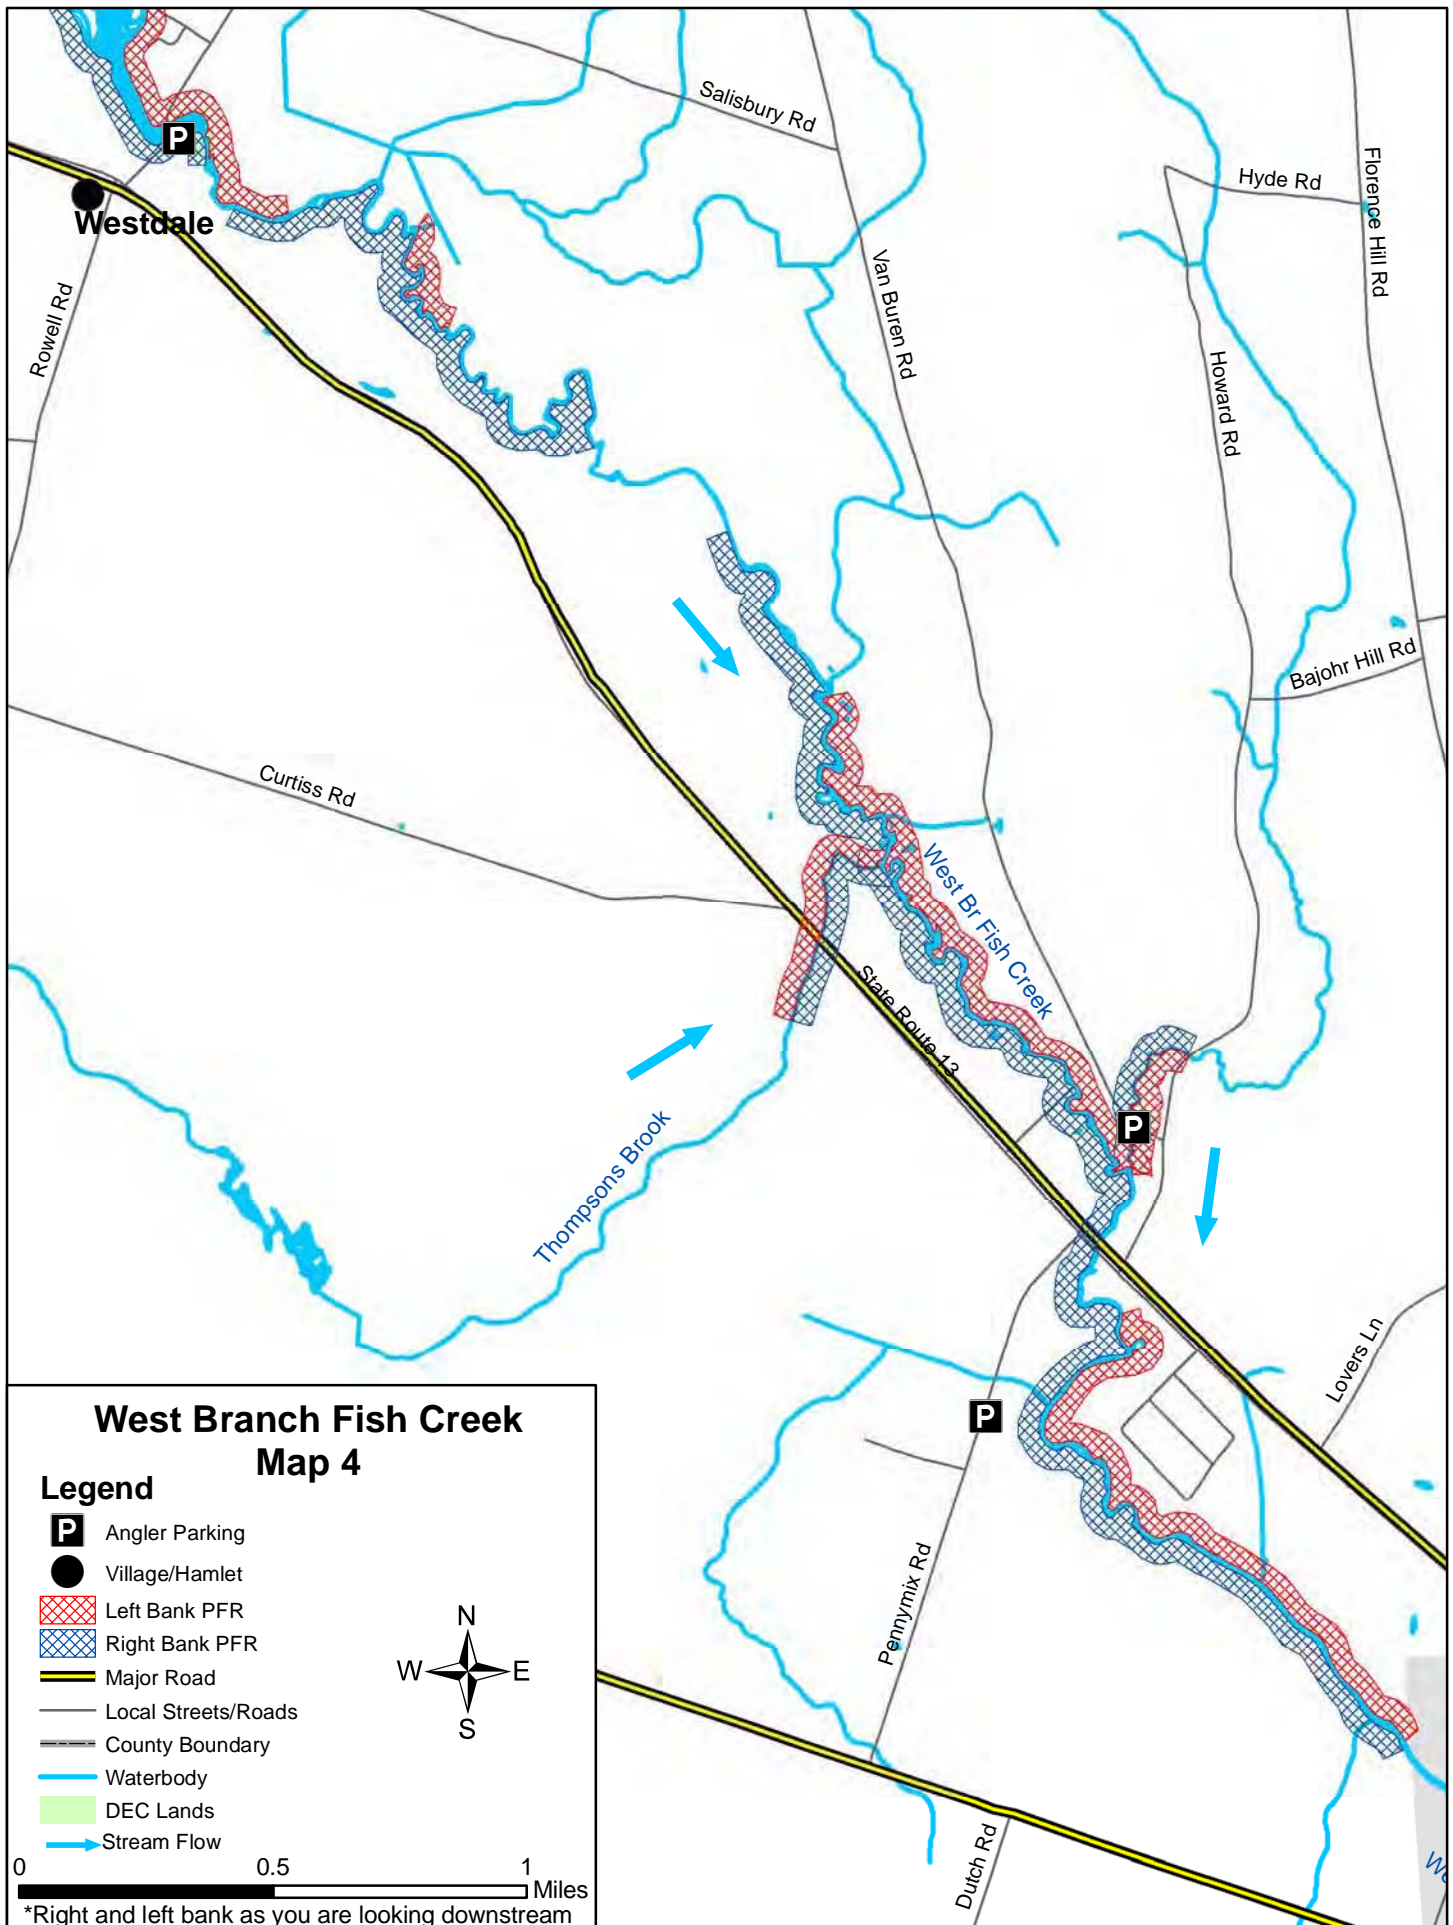 Salisbury Rd
Hyde Rd
Florence Hill Rd
P
Westdale
Rowell Rd
Van Buren Rd
Howard Rd
Bajohr Hill Rd
Curtiss Rd
West Br Fish Creek
State Route 13
P
Thompsons Brook
Lovers Ln
P
Pennymix Rd
Dutch Rd
West Branch Fish Creek
Map 4
Legend
P Angler Parking
Village/Hamlet
Left Bank PFR
Right Bank PFR
Major Road
Local Streets/Roads
County Boundary
Waterbody
DEC Lands
Stream Flow
N
W E
S
0 0.5 1
Miles
*Right and left bank as you are looking downstream